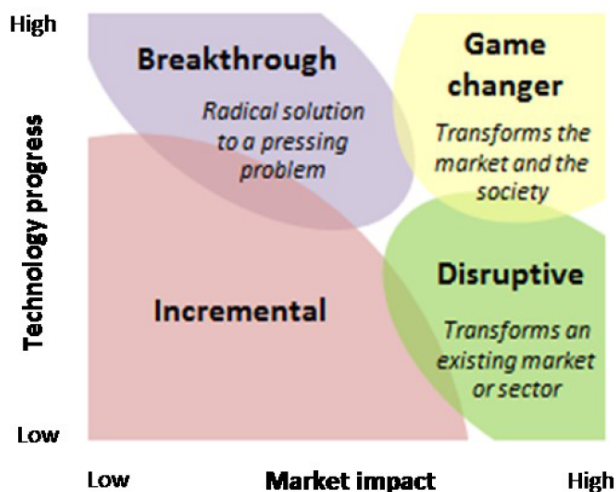 High
Technology progress
Low
Breakthrough
Radical solution
to a pressing
problem
Game
changer
Transforms the
market and the
society
Incremental
Disruptive
Transforms an
existing market
or sector
Low
Market impact
High